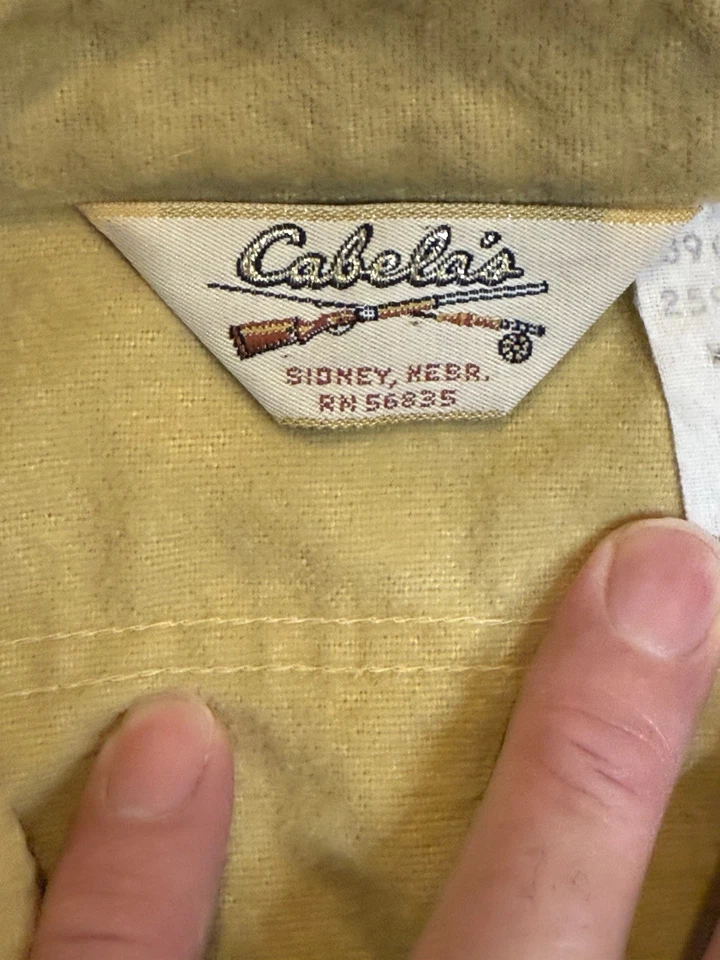 Cabela's
SIDNEY, NEBR.
RN 56835